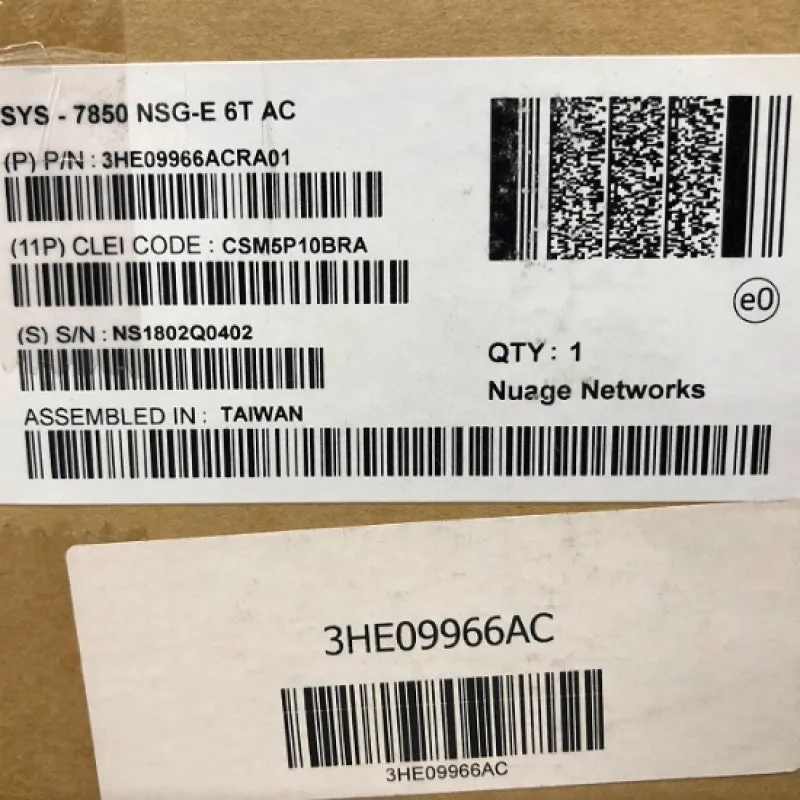 SYS - 7850 NSG-E 6T AC
(P) P/N : 3HE09966ACRA01
(11P) CLEI CODE : CSM5P10BRA
e0
(S) S/N : NS1802Q0402
QTY : 1
Nuage Networks
ASSEMBLED IN : TAIWAN
3HE09966AC
3HE09966AC